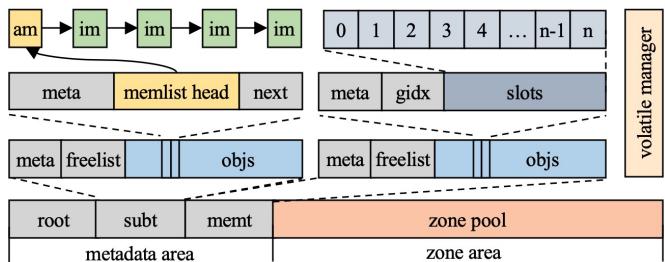 am im im im im 0 1 2 3 4 ... n-1 n
meta memlist head next meta gidx slots
volatile manager
meta freelist objs meta freelist objs
root subt memt zone pool
metadata area zone area